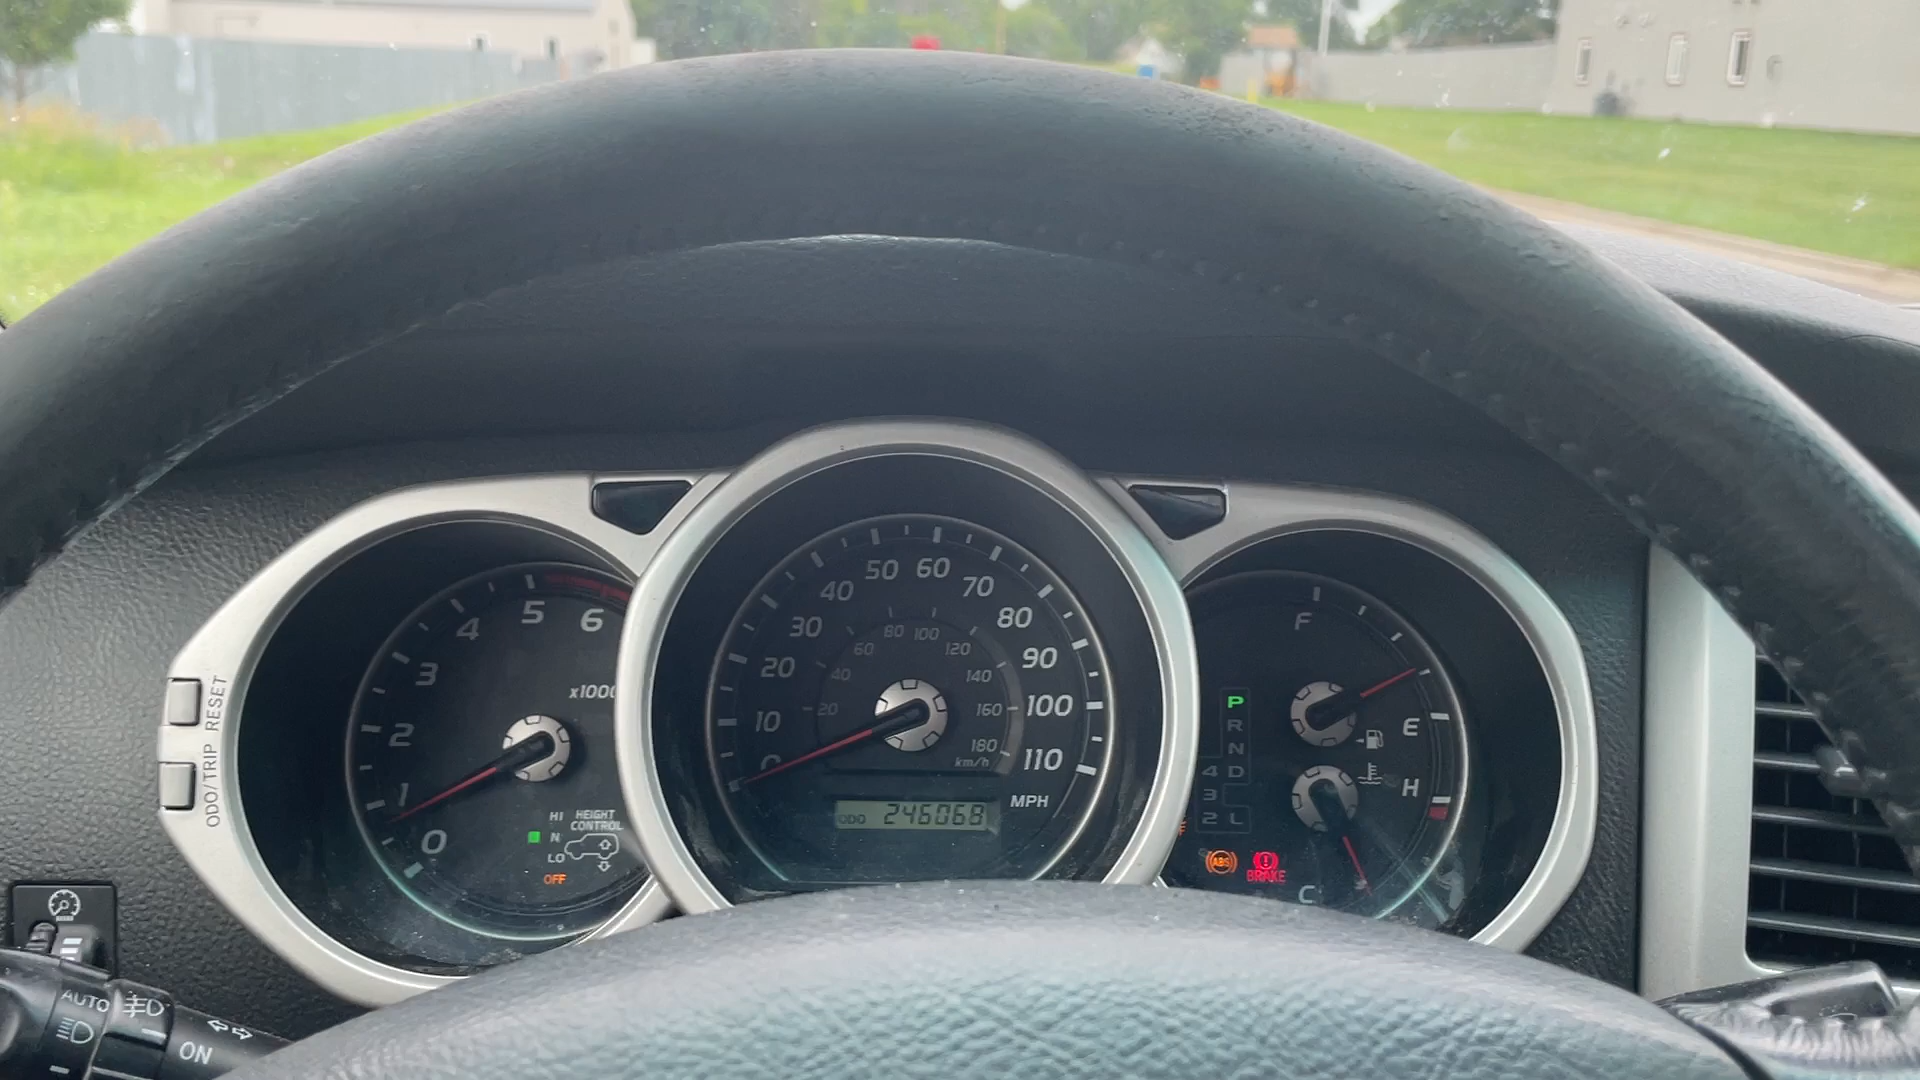 RESET
ODO/TRIP
0
1
2
3
4
5
6
HI
HEIGHT
CONTROL
N
LO
OFF
10
20
30
40
50
60
70
80
90
100
110
MPH
20
40
60
80
100
120
140
160
180
km/h
ODO 246068
P
R
N
4 D
3
2 L
ABS
BRAKE
F
E
H
C
AUTO
ON